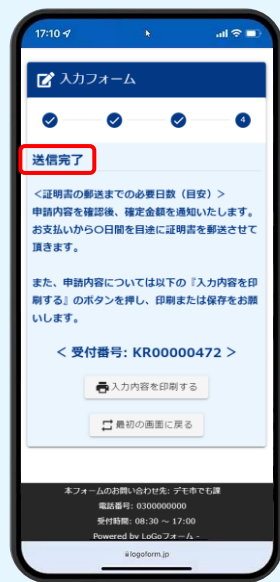 17:10
入力フォーム
4
送信完了
＜証明書の郵送までの必要日数（目安）＞
申請内容を確認後、確定金額を通知いたします。
お支払いから○日間を目途に証明書を郵送させて
頂きます。
また、申請内容については以下の『入力内容を印
刷する』のボタンを押し、印刷または保存をお願
いします。
＜ 受付番号: KR00000472 ＞
入力内容を印刷する
最初の画面に戻る
本フォームのお問い合わせ先: デモ市でも課
電話番号: 0300000000
受付時間: 08:30 ～ 17:00
Powered by LoGoフォーム -
logoform.jp